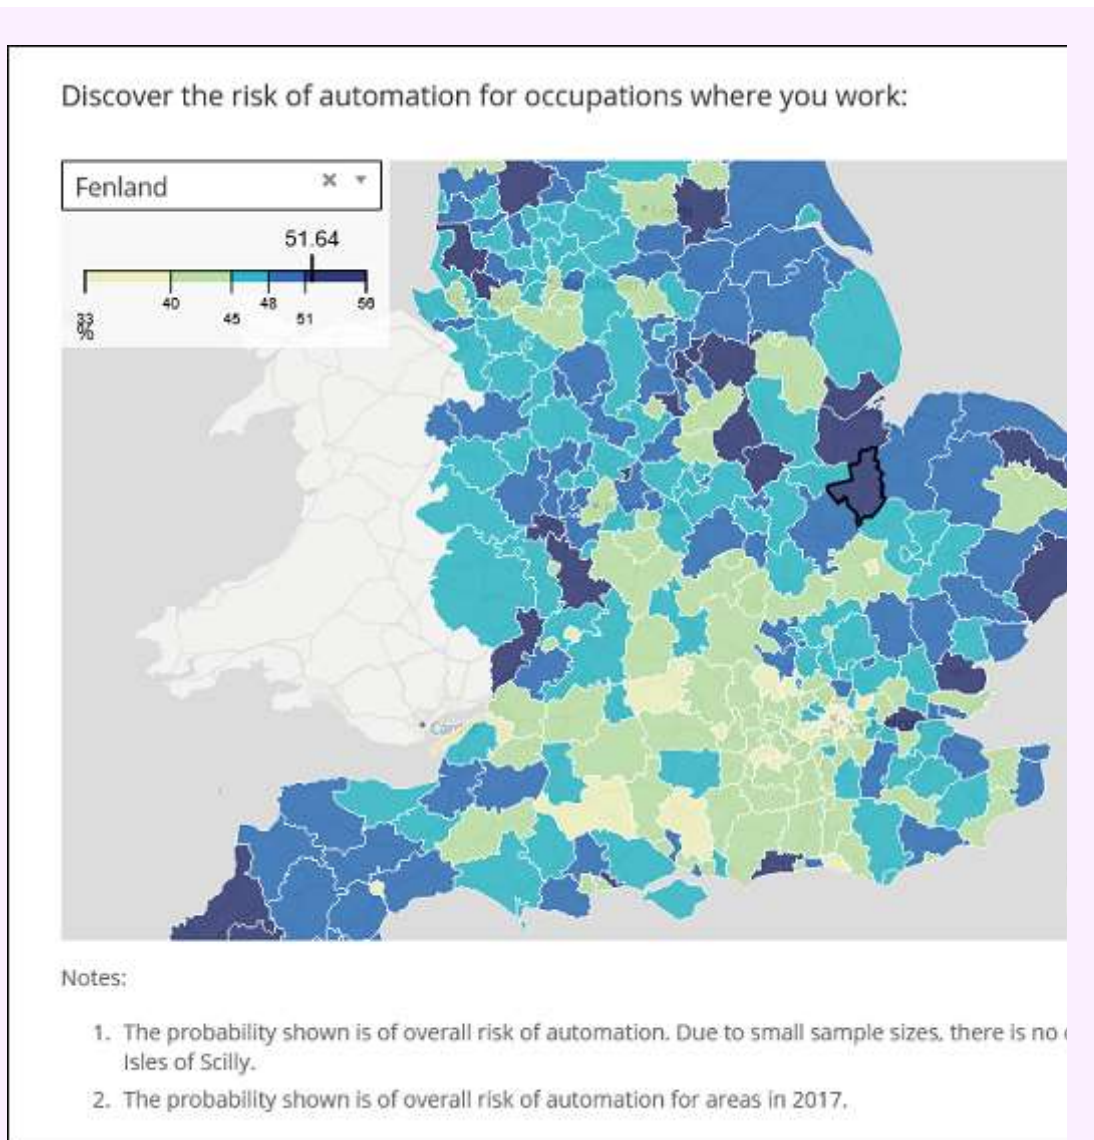 Discover the risk of automation for occupations where you work:
Fenland
51.64
33 40 45 48 51 56
%
Notes:
1. The probability shown is of overall risk of automation. Due to small sample sizes, there is no
Isles of Scilly.
2. The probability shown is of overall risk of automation for areas in 2017.